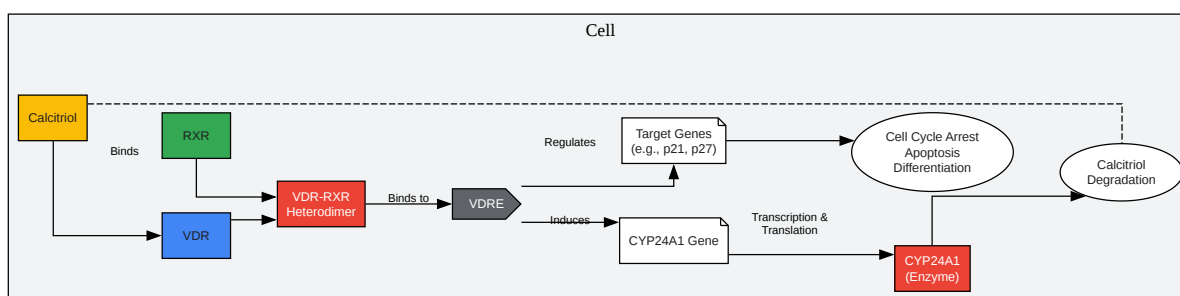 Cell
Calcitriol
Binds
RXR
VDR
VDR-RXR
Heterodimer
Binds to
VDRE
Regulates
Induces
Target Genes
(e.g., p21, p27)
CYP24A1 Gene
Cell Cycle Arrest
Apoptosis
Differentiation
Transcription &
Translation
CYP24A1
(Enzyme)
Calcitriol
Degradation